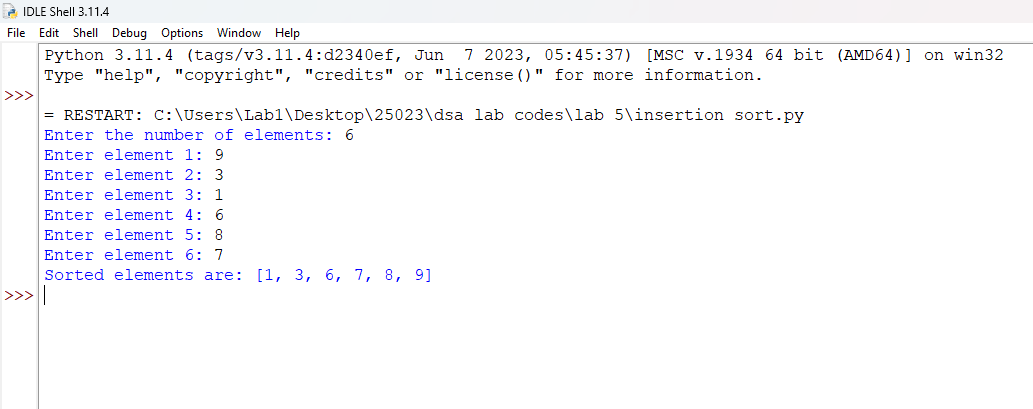 IDLE Shell 3.11.4
File Edit Shell Debug Options Window Help
Python 3.11.4 (tags/v3.11.4:d2340ef, Jun  7 2023, 05:45:37) [MSC v.1934 64 bit (AMD64)] on win32
Type "help", "copyright", "credits" or "license()" for more information.
>>>
= RESTART: C:\Users\Lab1\Desktop\25023\dsa lab codes\lab 5\insertion sort.py
Enter the number of elements: 6
Enter element 1: 9
Enter element 2: 3
Enter element 3: 1
Enter element 4: 6
Enter element 5: 8
Enter element 6: 7
Sorted elements are: [1, 3, 6, 7, 8, 9]
>>>